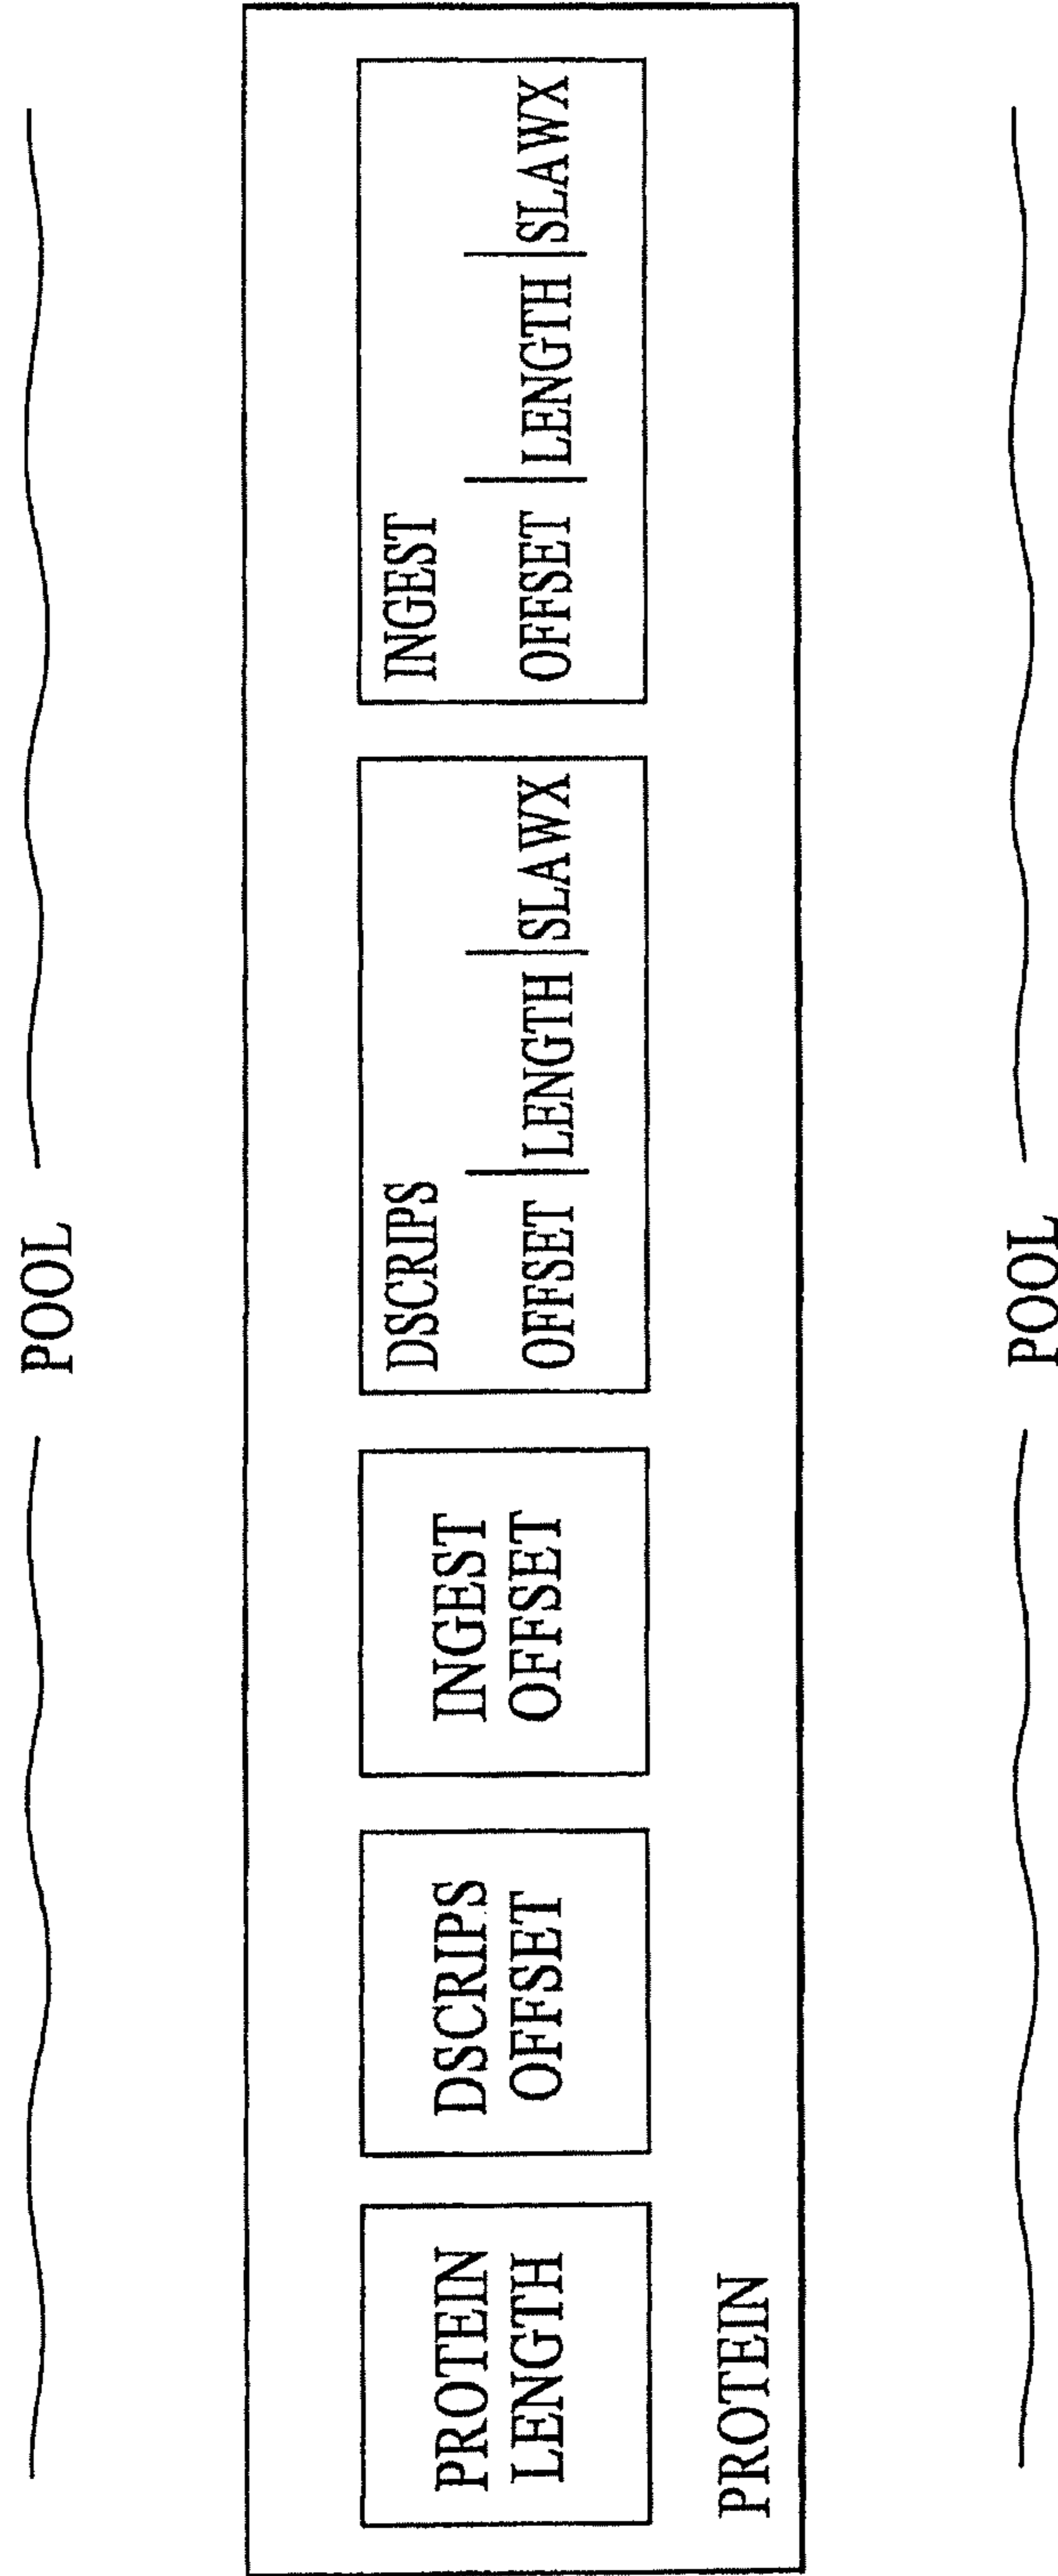 POOL
PROTEIN
LENGTH
DSCRIPS
OFFSET
INGEST
OFFSET
DSCRIPS
OFFSET LENGTH SLAWX
INGEST
OFFSET LENGTH SLAWX
PROTEIN
POOL